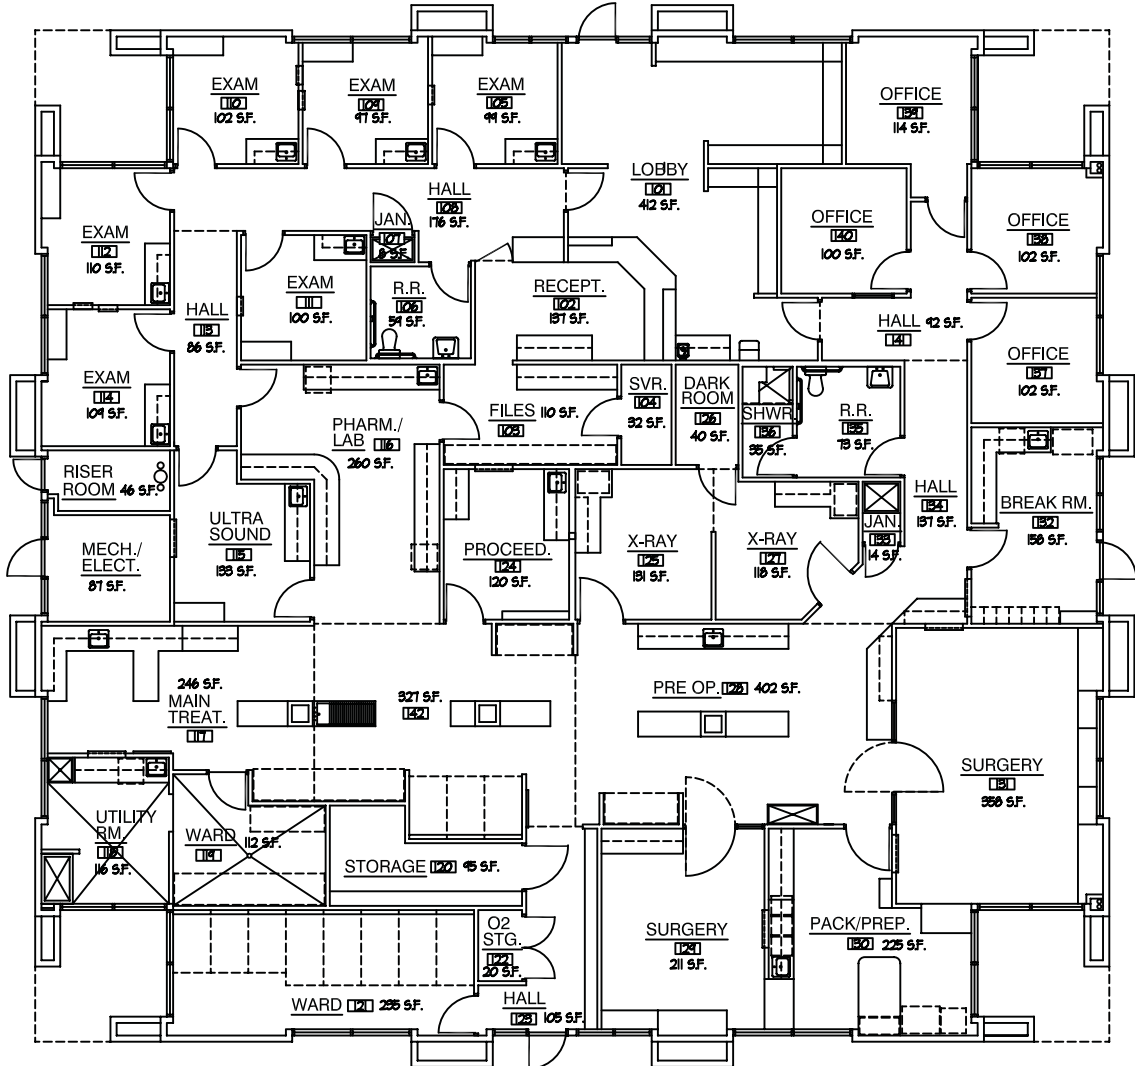 EXAM
110
102 S.F.
EXAM
109
97 S.F.
EXAM
105
99 S.F.
OFFICE
139
114 S.F.
LOBBY
101
412 S.F.
HALL
108
176 S.F.
JAN.
107
8 S.F.
EXAM
112
110 S.F.
OFFICE
140
100 S.F.
OFFICE
138
102 S.F.
EXAM
111
100 S.F.
R.R.
106
59 S.F.
RECEPT.
102
137 S.F.
HALL
113
86 S.F.
HALL 92 S.F.
141
OFFICE
137
102 S.F.
EXAM
114
109 S.F.
PHARM./
LAB 116
260 S.F.
FILES 110 S.F.
103
SVR.
104
32 S.F.
DARK
ROOM
126
40 S.F.
SHWR.
136
35 S.F.
R.R.
135
73 S.F.
RISER
ROOM 46 S.F.
ULTRA
SOUND
115
133 S.F.
MECH./
ELECT.
87 S.F.
PROCEED.
124
120 S.F.
X-RAY
125
131 S.F.
X-RAY
127
118 S.F.
JAN.
133
14 S.F.
HALL
134
137 S.F.
BREAK RM.
132
158 S.F.
246 S.F.
MAIN
TREAT.
117
327 S.F.
142
PRE OP. 128 402 S.F.
SURGERY
131
358 S.F.
UTILITY
RM.
118
116 S.F.
WARD 112 S.F.
119
STORAGE 120 95 S.F.
O2
STG.
122
20 S.F.
SURGERY
129
211 S.F.
PACK/PREP.
130 225 S.F.
WARD 121 235 S.F.
HALL
123 105 S.F.